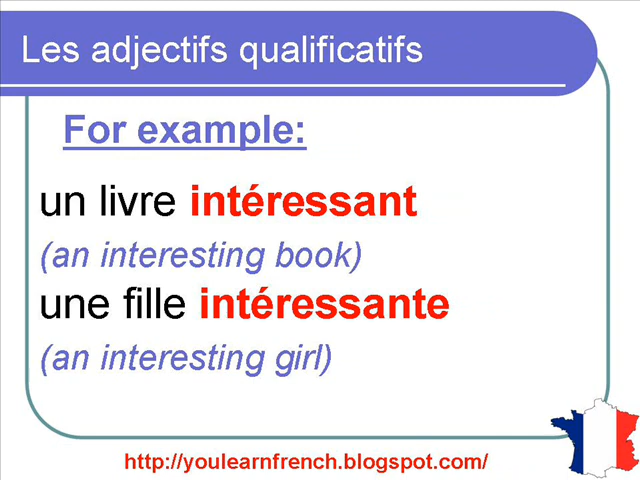 Les adjectifs qualificatifs
For example:
un livre intéressant
(an interesting book)
une fille intéressante
(an interesting girl)
http://youlearnfrench.blogspot.com/